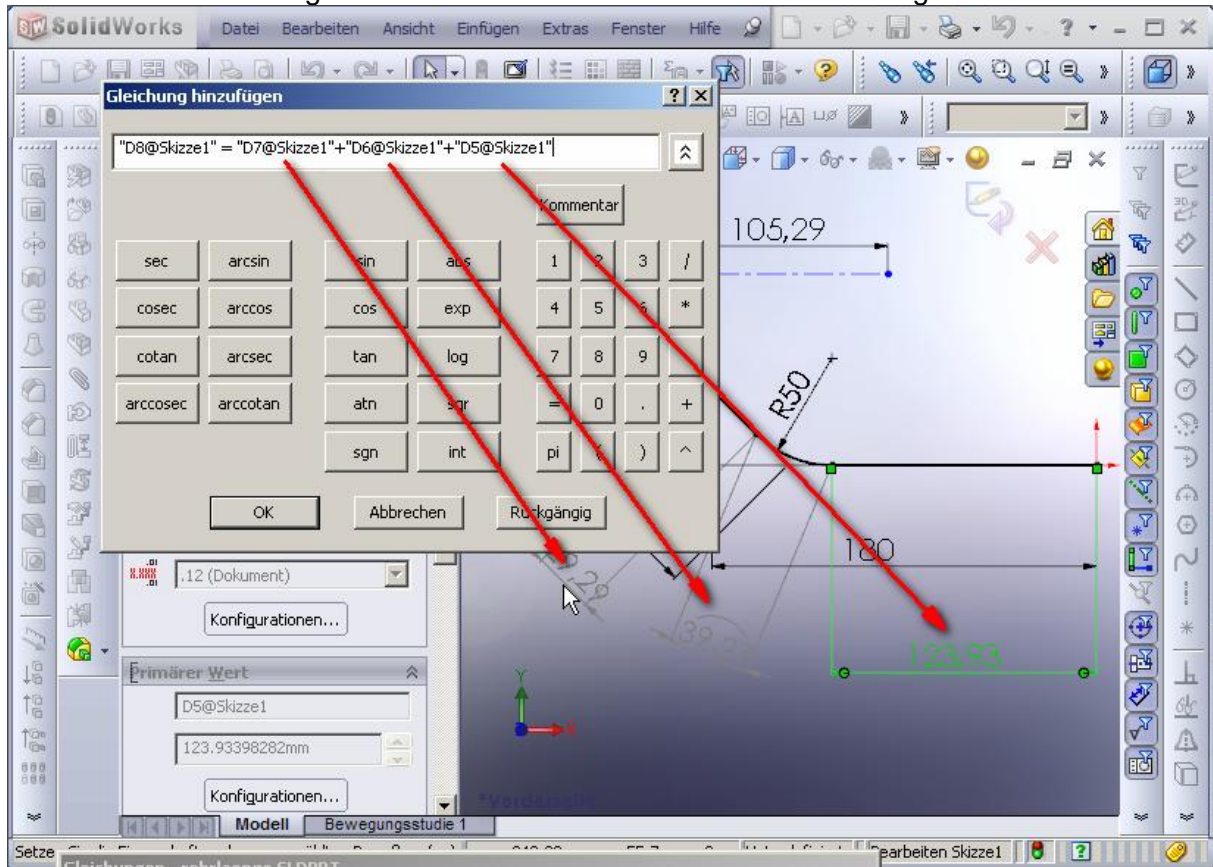 SolidWorks Datei Bearbeiten Ansicht Einfügen Extras Fenster Hilfe
Gleichung hinzufügen
"D8@Skizze1" = "D7@Skizze1"+"D6@Skizze1"+"D5@Skizze1"
Kommentar
sec arcsin sin abs 1 2 3 /
cosec arccos cos exp 4 5 6 *
cotan arcsec tan log 7 8 9
arccosec arccotan atn sqr = 0 . +
sgn int pi ( ) ^
OK Abbrechen Rückgängig
105,29
R50
180
123,93
.12 (Dokument)
Konfigurationen...
Primärer Wert
D5@Skizze1
123.93398282mm
Konfigurationen...
Y
X
*Vorderseite
Modell Bewegungsstudie 1
Setze
Bearbeiten Skizze1